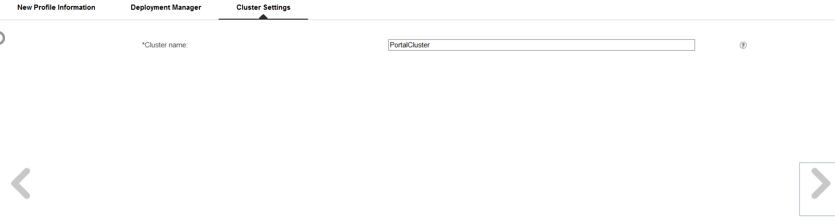 New Profile Information Deployment Manager Cluster Settings
*Cluster name: PortalCluster ?